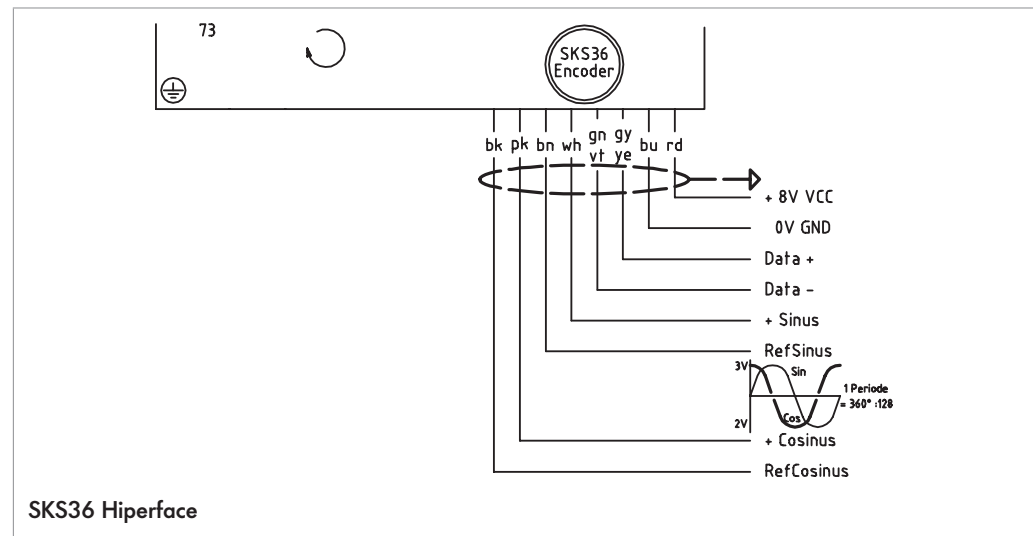 73
SKS36
Encoder
bk pk bn wh gn gy bu rd
vt ye
+ 8V VCC
0V GND
Data +
Data -
+ Sinus
RefSinus
3V
Sin
1 Periode
= 360° :128
Cos
2V
+ Cosinus
RefCosinus
SKS36 Hiperface